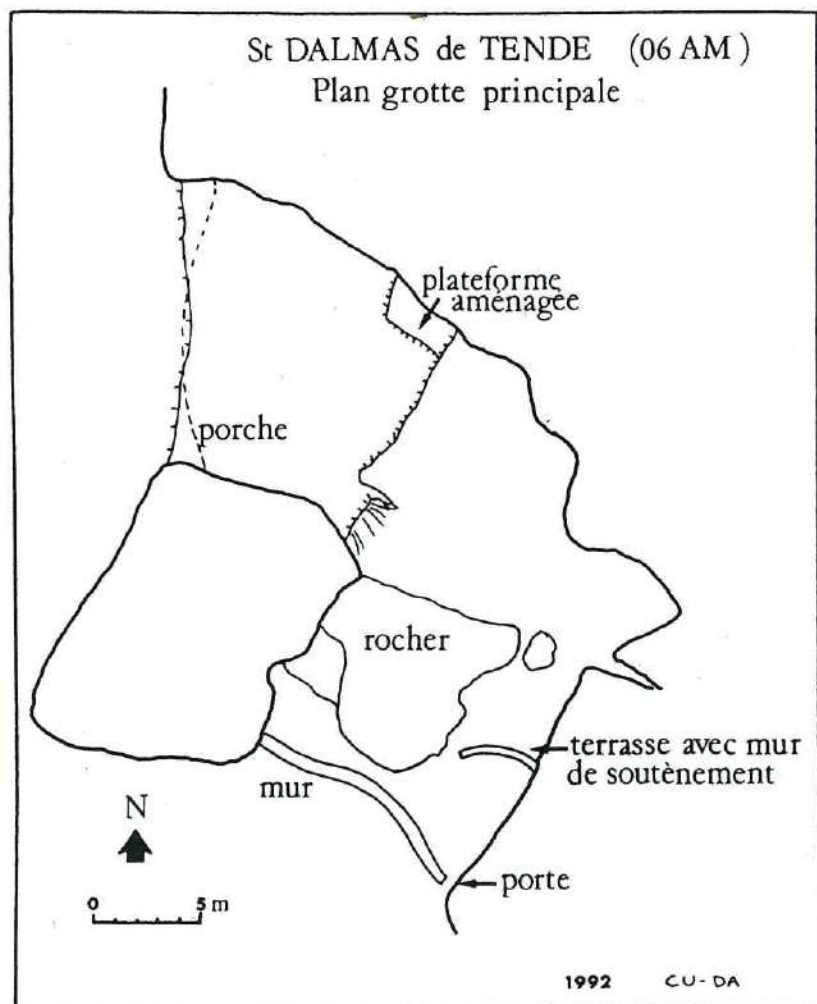 St DALMAS de TENDE (06 AM)
Plan grotte principale
plateforme
aménagée
porche
rocher
terrasse avec mur
de soutènement
mur
N
porte
0 5 m
1992 CU-DA